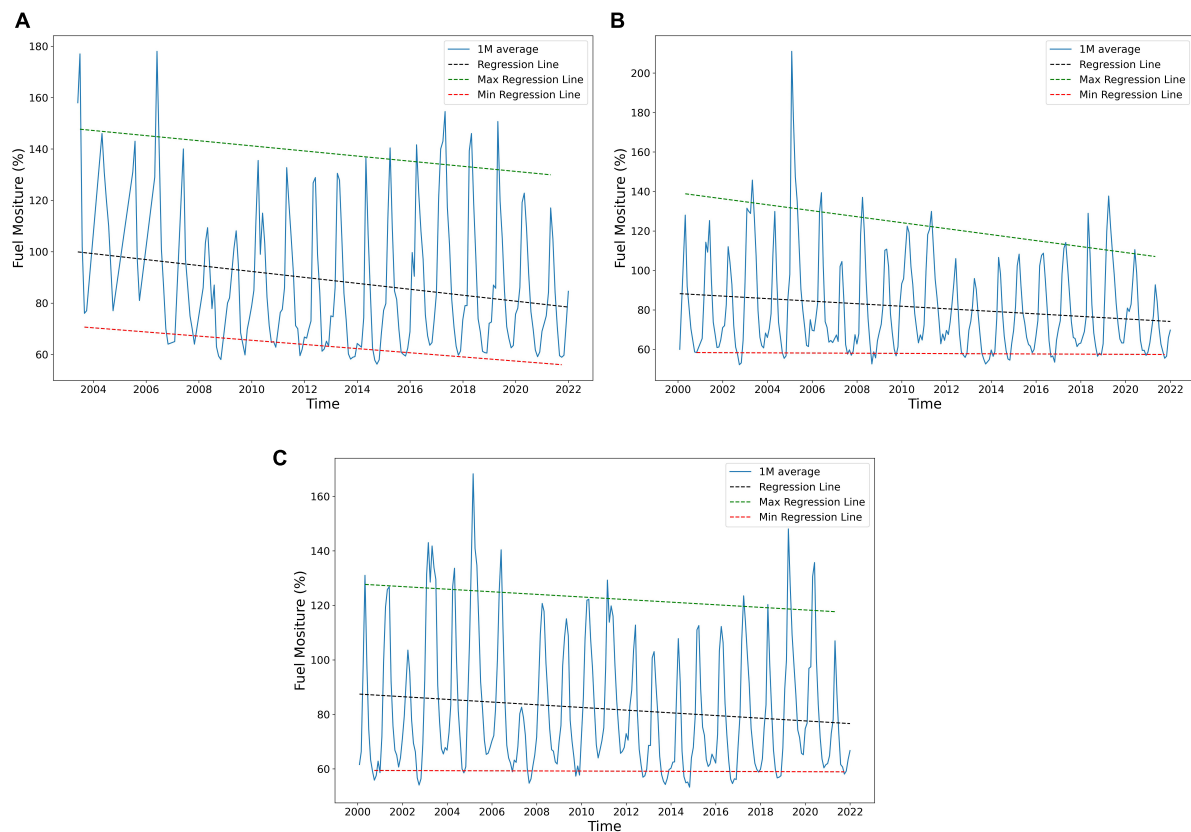 A
180
160
140
120
100
80
60
Fuel Mositure (%)
2004 2006 2008 2010 2012 2014 2016 2018 2020 2022
Time
1M average
Regression Line
Max Regression Line
Min Regression Line
B
200
180
160
140
120
100
80
60
Fuel Mositure (%)
2000 2002 2004 2006 2008 2010 2012 2014 2016 2018 2020 2022
Time
1M average
Regression Line
Max Regression Line
Min Regression Line
C
160
140
120
100
80
60
Fuel Mositure (%)
2000 2002 2004 2006 2008 2010 2012 2014 2016 2018 2020 2022
Time
1M average
Regression Line
Max Regression Line
Min Regression Line